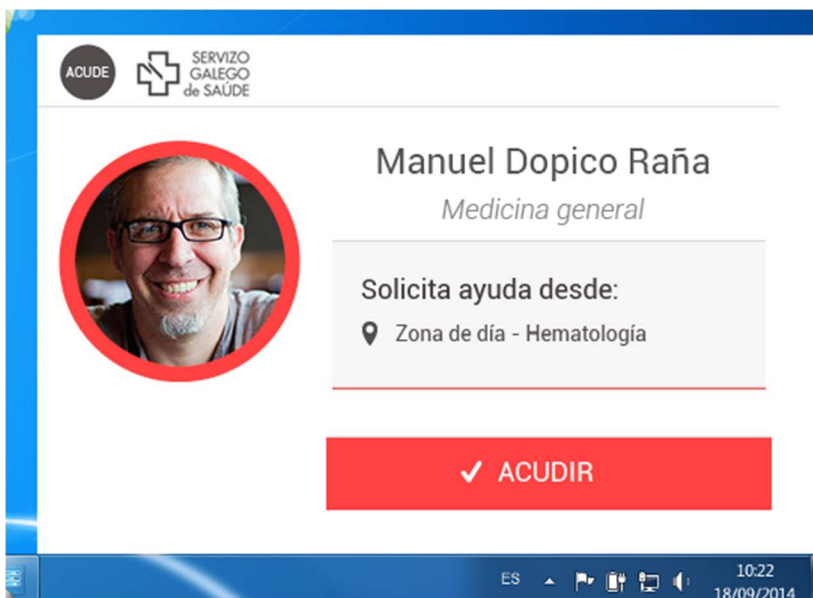 ACUDE
SERVIZO
GALEGO
de SAÚDE
Manuel Dopico Raña
Medicina general
Solicita ayuda desde:
Zona de día - Hematología
ACUDIR
ES
10:22
18/09/2014